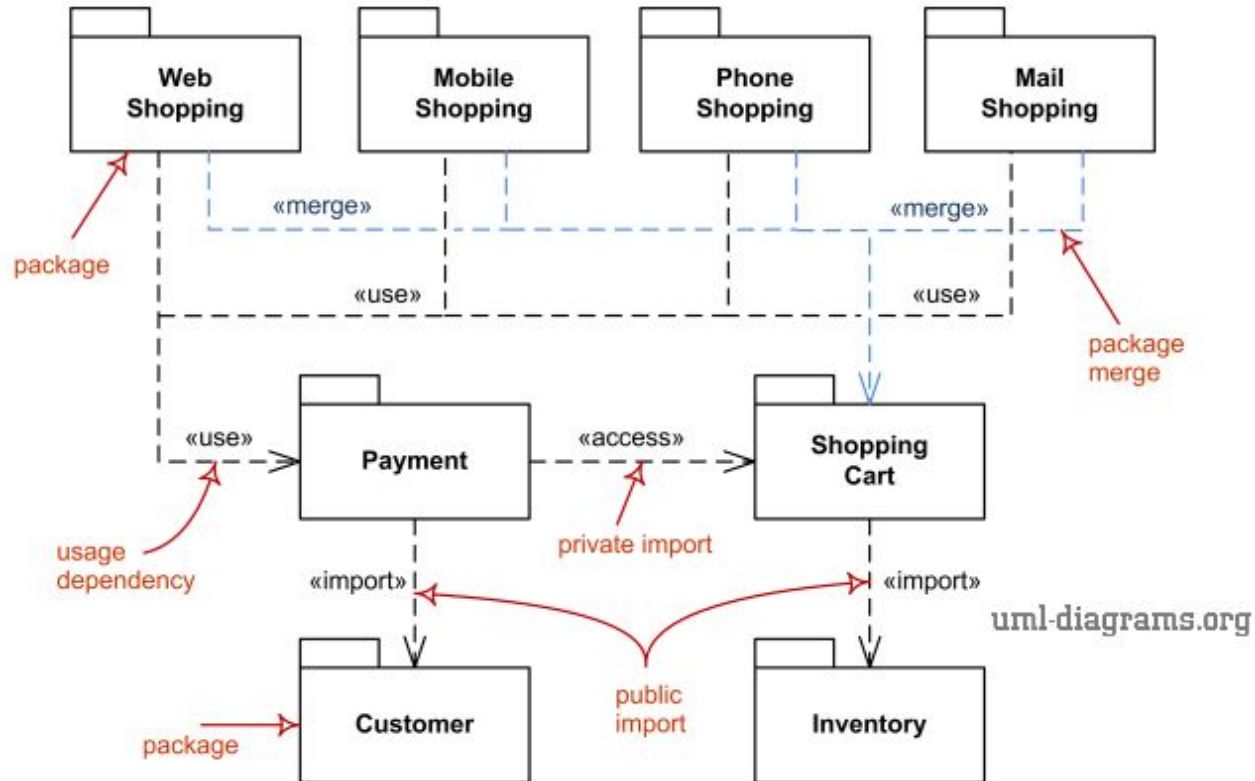 Web
Shopping
Mobile
Shopping
Phone
Shopping
Mail
Shopping
«merge»
«merge»
package
«use»
«use»
package
merge
«use»
Payment
«access»
Shopping
Cart
usage
dependency
private import
«import»
«import»
uml-diagrams.org
public
import
package
Customer
Inventory